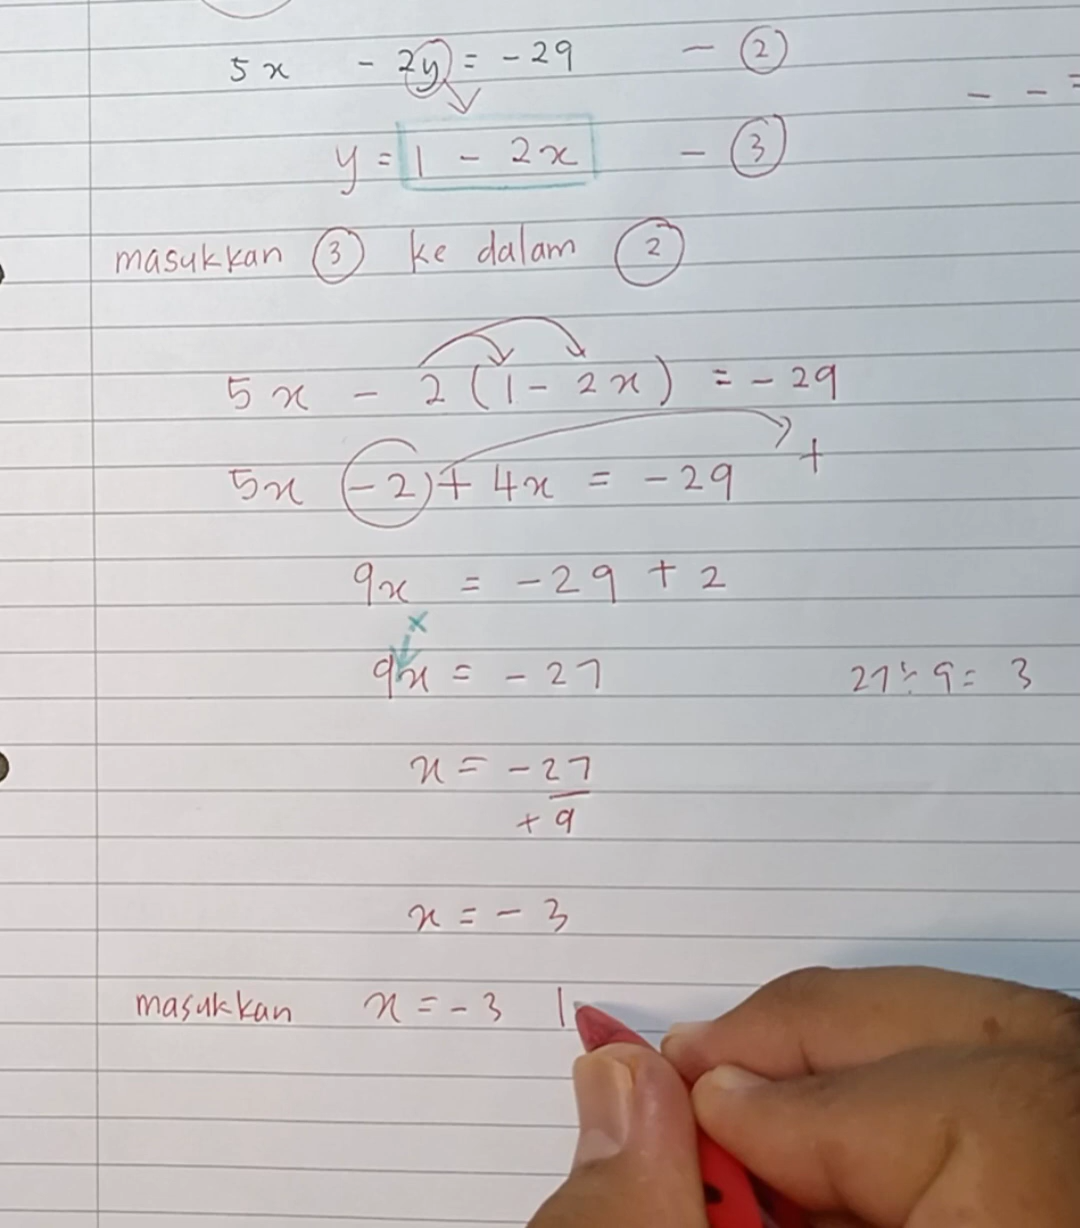 5x - 2y = -29 - ②
- - =
y = 1 - 2x - ③
masukkan ③ ke dalam ②
5x - 2(1 - 2x) = -29
5x -2 + 4x = -29 +
9x = -29 + 2
x
9x = -27 27 ÷ 9 = 3
x = -27
+ 9
x = - 3
masukkan x = - 3